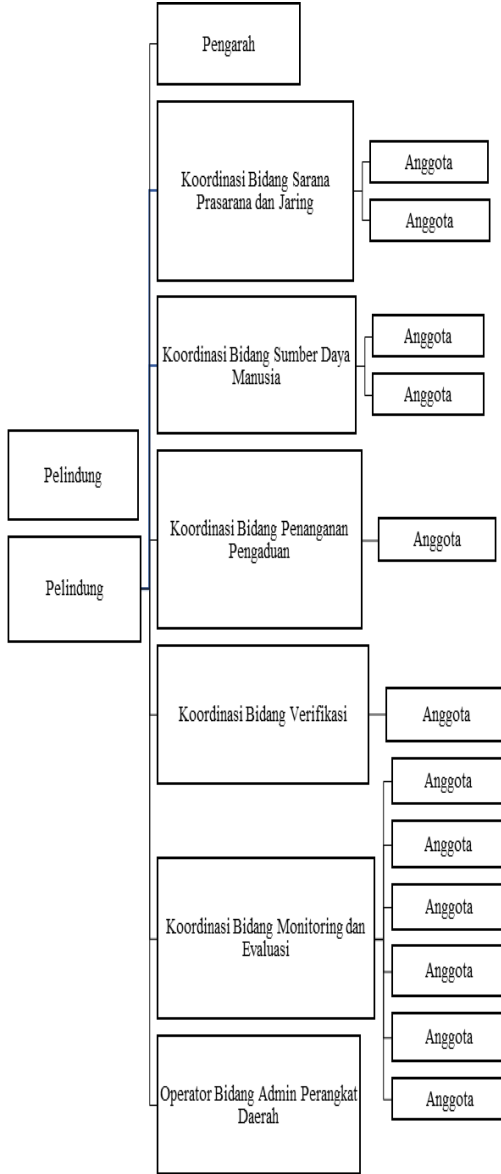 Pengarah
Koordinasi Bidang Sarana
Prasarana dan Jaring
Anggota
Anggota
Koordinasi Bidang Sumber Daya
Manusia
Anggota
Anggota
Pelindung
Pelindung
Koordinasi Bidang Penanganan
Pengaduan
Anggota
Koordinasi Bidang Verifikasi
Anggota
Koordinasi Bidang Monitoring dan
Evaluasi
Anggota
Anggota
Anggota
Anggota
Anggota
Anggota
Operator Bidang Admin Perangkat
Daerah